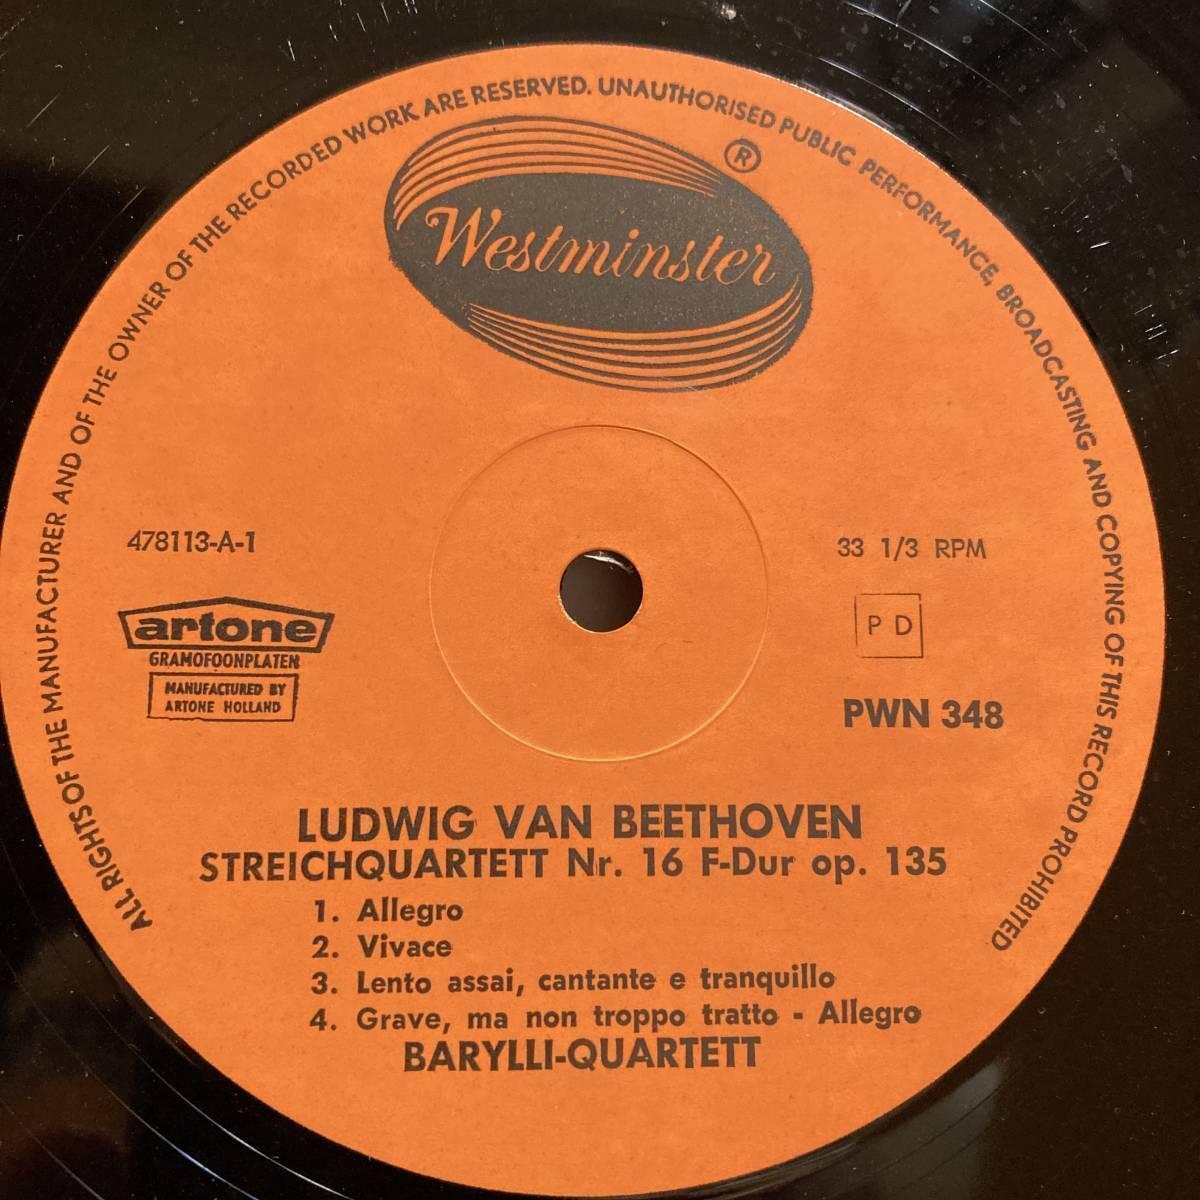 ALL RIGHTS OF THE MANUFACTURER AND OF THE OWNER OF THE RECORDED WORK ARE RESERVED. UNAUTHORISED PUBLIC PERFORMANCE, BROADCASTING AND COPYING OF THIS RECORD PROHIBITED
®
Westminster
478113-A-1
33 1/3 RPM
artone
GRAMOFOONPLATEN
MANUFACTURED BY
ARTONE HOLLAND
P D
PWN 348
LUDWIG VAN BEETHOVEN
STREICHQUARTETT Nr. 16 F-Dur op. 135
1. Allegro
2. Vivace
3. Lento assai, cantante e tranquillo
4. Grave, ma non troppo tratto - Allegro
BARYLLI-QUARTETT